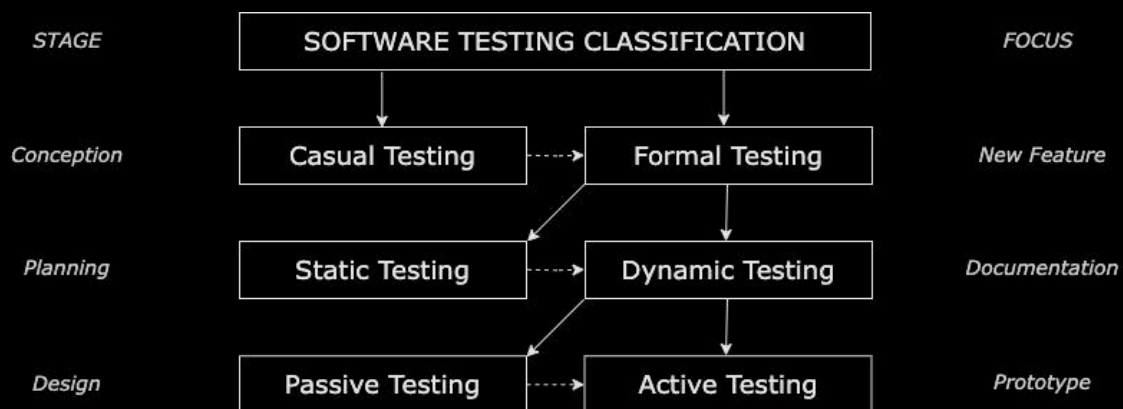 STAGE SOFTWARE TESTING CLASSIFICATION FOCUS
Conception Casual Testing Formal Testing New Feature
Planning Static Testing Dynamic Testing Documentation
Design Passive Testing Active Testing Prototype